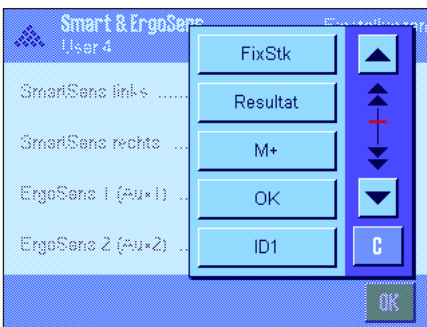 Smart & ErgoSens
User 4
SmartSens links ......
SmartSens rechts ...
ErgoSens 1 (Aux1) ..
ErgoSens 2 (Aux2) ..
FixStk
Resultat
M+
OK
ID1
C
OK